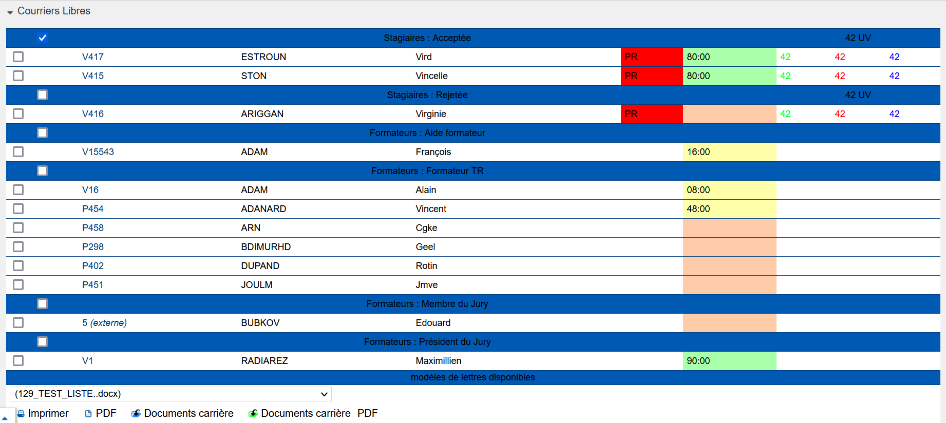 Courriers Libres
Stagiaires : Acceptée 42 UV
V417 ESTROUN Vird PR 80:00 42 42 42
V415 STON Vincelle PR 80:00 42 42 42
Stagiaires : Rejetée 42 UV
V416 ARIGGAN Virginie PR 42 42 42
Formateurs : Aide formateur
V15543 ADAM François 16:00
Formateurs : Formateur TR
V16 ADAM Alain 08:00
P454 ADANARD Vincent 48:00
P458 ARN Cgke
P298 BDIMURHD Geel
P402 DUPAND Rotin
P451 JOULM Jmve
Formateurs : Membre du Jury
5 (externe) BUBKOV Edouard
Formateurs : Président du Jury
V1 RADIAREZ Maximillien 90:00
modèles de lettres disponibles
(129_TEST_LISTE..docx)
Imprimer PDF Documents carrière Documents carrière PDF